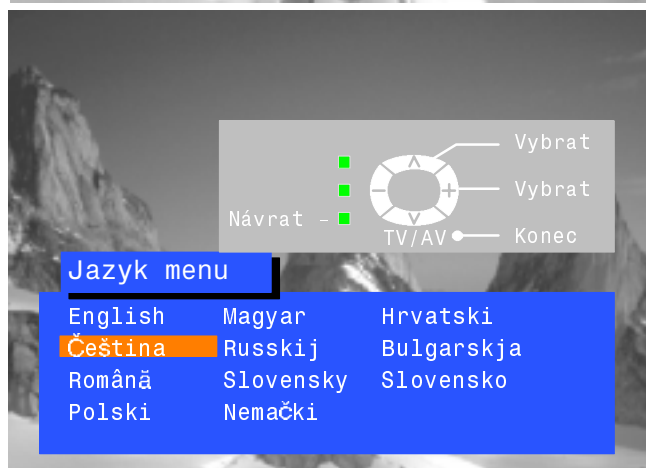 Vybrat
Vybrat
Návrat –
TV/AV
Konec
Jazyk menu
English Magyar Hrvatski
Čeština Russkij Bulgarskja
Română Slovensky Slovensko
Polski Nemački